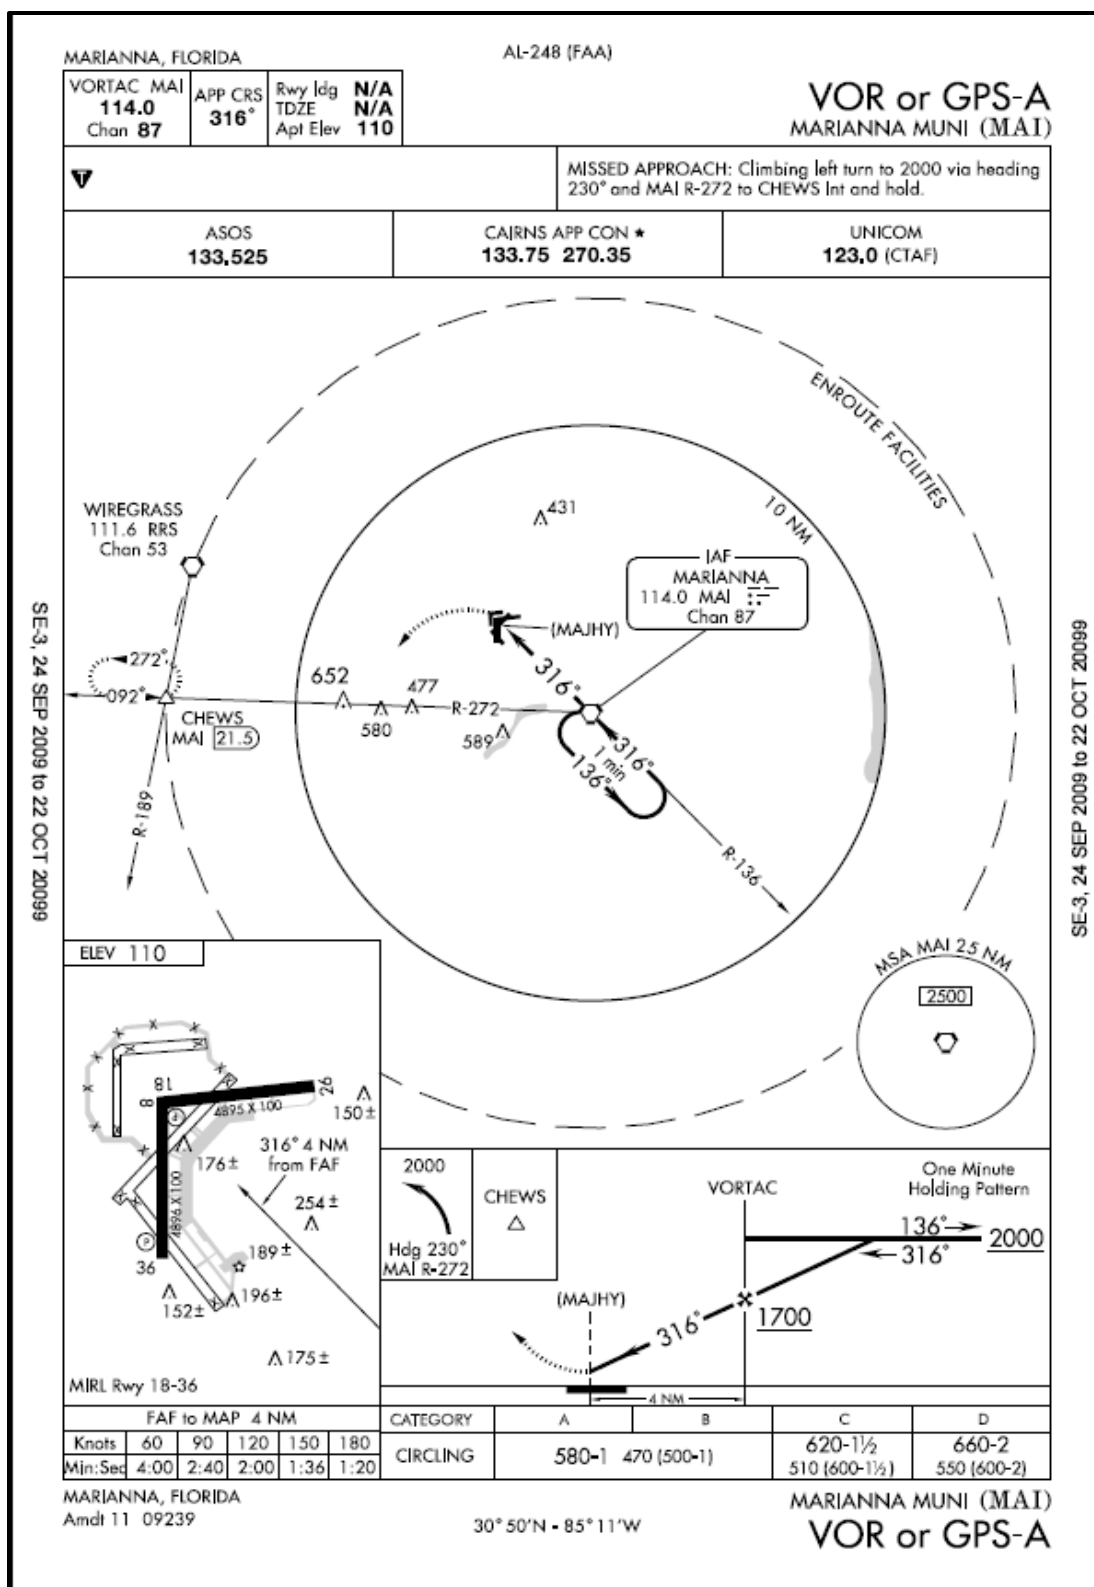 MARIANNA, FLORIDA
AL-248 (FAA)
VORTAC MAI
114.0
Chan 87
APP CRS
316°
Rwy ldg N/A
TDZE N/A
Apt Elev 110
VOR or GPS-A
MARIANNA MUNI (MAI)
T
MISSED APPROACH: Climbing left turn to 2000 via heading
230° and MAI R-272 to CHEWS Int and hold.
ASOS
133.525
CAIRNS APP CON ★
133.75 270.35
UNICOM
123.0 (CTAF)
ENROUTE FACILITIES
10 NM
WIREGRASS
111.6 RRS
Chan 53
431
IAF
MARIANNA
114.0 MAI
Chan 87
(MAJHY)
316°
272°
092°
652
477
R-272
580
589
CHEWS
MAI 21.5
316°
1 min
136°
R-189
R-136
SE-3, 24 SEP 2009 to 22 OCT 20099
SE-3, 24 SEP 2009 to 22 OCT 20099
MSA MAI 25 NM
2500
ELEV 110
18
8
26
4895 X 100
150±
316° 4 NM
from FAF
176±
254±
4896 X 100
P
189±
36
196±
152±
175±
MIRL Rwy 18-36
2000
Hdg 230°
MAI R-272
CHEWS
VORTAC
One Minute
Holding Pattern
136°
2000
316°
(MAJHY)
1700
316°
4 NM
FAF to MAP 4 NM
Knots 60 90 120 150 180
Min:Sec 4:00 2:40 2:00 1:36 1:20
CATEGORY A B C D
CIRCLING 580-1 470 (500-1) 620-1½ 660-2
510 (600-1½) 550 (600-2)
MARIANNA, FLORIDA
Amdt 11 09239
30°50'N - 85°11'W
MARIANNA MUNI (MAI)
VOR or GPS-A